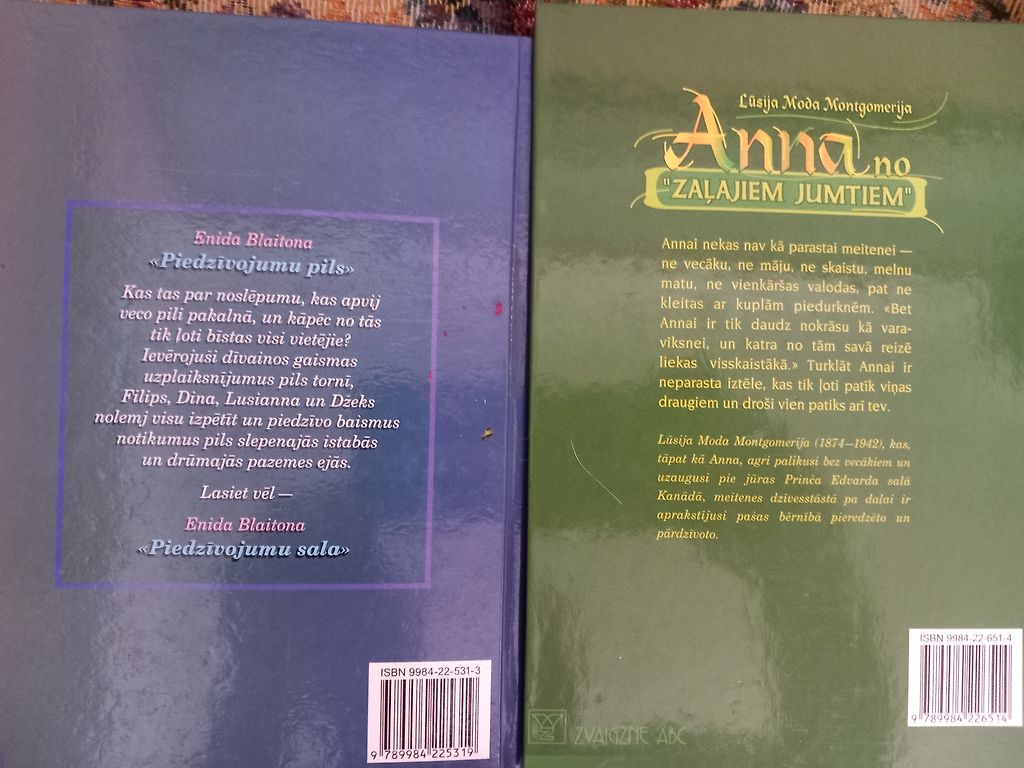 Enida Blaitona
«Piedzīvojumu pils»
Kas tas par noslēpumu, kas apvij
veco pili pakalnā, un kāpēc no tās
tik ļoti bīstas visi vietējie?
Ievērojuši dīvainos gaismas
uzplaiksnījumus pils tornī,
Filips, Dina, Lusianna un Džeks
nolemj visu izpētīt un piedzīvo baismus
notikumus pils slepenajās istabās
un drūmajās pazemes ejās.
Lasiet vēl —
Enida Blaitona
«Piedzīvojumu sala»
ISBN 9984-22-531-3
9 789984 225319
Lūsija Moda Montgomerija
Anna no
"ZAĻAJIEM JUMTIEM"
Annai nekas nav kā parastai meitenei —
ne vecāku, ne māju, ne skaistu, melnu
matu, ne vienkāršas valodas, pat ne
kleitas ar kuplām piedurknēm. «Bet
Annai ir tik daudz nokrāsu kā vara-
vīksnei, un katra no tām savā reizē
liekas visskaistākā.» Turklāt Annai ir
neparasta iztēle, kas tik ļoti patīk viņas
draugiem un droši vien patiks arī tev.
Lūsija Moda Montgomerija (1874—1942), kas,
tāpat kā Anna, agri palikusi bez vecākiem un
uzaugusi pie jūras Prinča Edvarda salā
Kanādā, meitenes dzīvesstāstā pa daļai ir
aprakstījusi pašas bērnībā pieredzēto un
pārdzīvoto.
ISBN 9984-22-651-4
9 789984 226514
ZVAIGZNE ABC